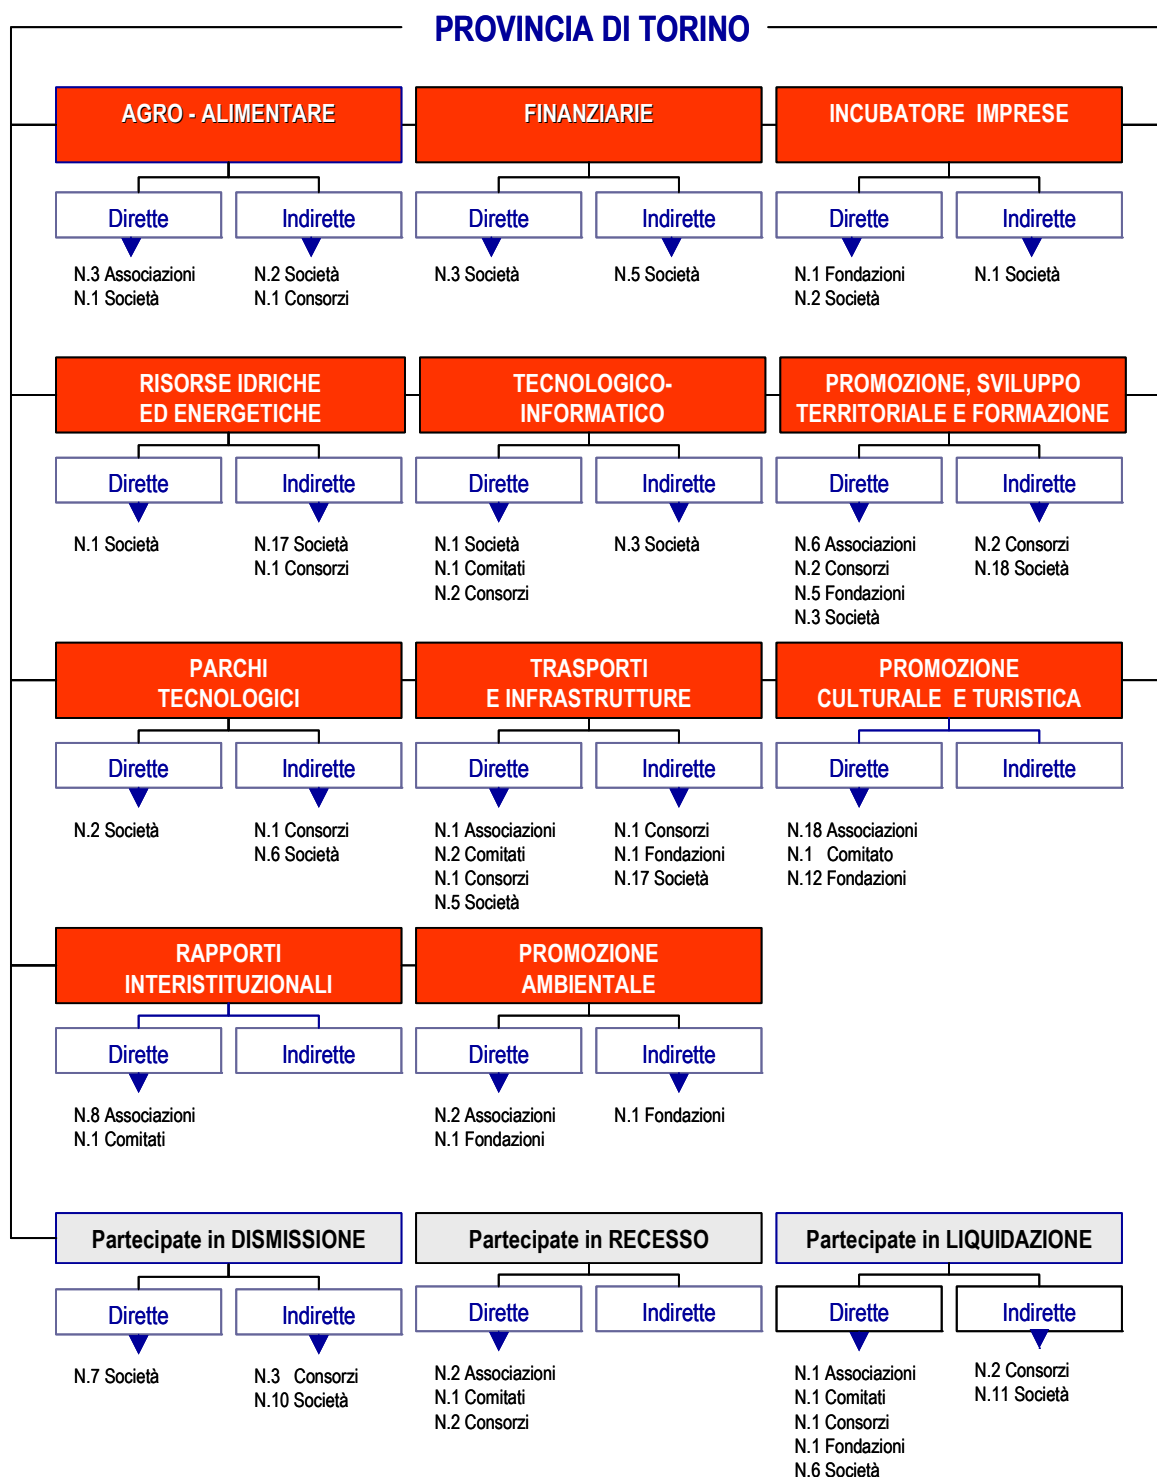 PROVINCIA DI TORINO
AGRO - ALIMENTARE
FINANZIARIE
INCUBATORE IMPRESE
Dirette
Indirette
Dirette
Indirette
Dirette
Indirette
N.3 Associazioni
N.1 Società
N.2 Società
N.1 Consorzi
N.3 Società
N.5 Società
N.1 Fondazioni
N.2 Società
N.1 Società
RISORSE IDRICHE
ED ENERGETICHE
TECNOLOGICO-
INFORMATICO
PROMOZIONE, SVILUPPO
TERRITORIALE E FORMAZIONE
Dirette
Indirette
Dirette
Indirette
Dirette
Indirette
N.1 Società
N.17 Società
N.1 Consorzi
N.1 Società
N.1 Comitati
N.2 Consorzi
N.3 Società
N.6 Associazioni
N.2 Consorzi
N.5 Fondazioni
N.3 Società
N.2 Consorzi
N.18 Società
PARCHI
TECNOLOGICI
TRASPORTI
E INFRASTRUTTURE
PROMOZIONE
CULTURALE E TURISTICA
Dirette
Indirette
Dirette
Indirette
Dirette
Indirette
N.2 Società
N.1 Consorzi
N.6 Società
N.1 Associazioni
N.2 Comitati
N.1 Consorzi
N.5 Società
N.1 Consorzi
N.1 Fondazioni
N.17 Società
N.18 Associazioni
N.1 Comitato
N.12 Fondazioni
RAPPORTI
INTERISTITUZIONALI
PROMOZIONE
AMBIENTALE
Dirette
Indirette
Dirette
Indirette
N.8 Associazioni
N.1 Comitati
N.2 Associazioni
N.1 Fondazioni
N.1 Fondazioni
Partecipate in DISMISSIONE
Partecipate in RECESSO
Partecipate in LIQUIDAZIONE
Dirette
Indirette
Dirette
Indirette
Dirette
Indirette
N.7 Società
N.3 Consorzi
N.10 Società
N.2 Associazioni
N.1 Comitati
N.2 Consorzi
N.1 Associazioni
N.1 Comitati
N.1 Consorzi
N.1 Fondazioni
N.6 Società
N.2 Consorzi
N.11 Società